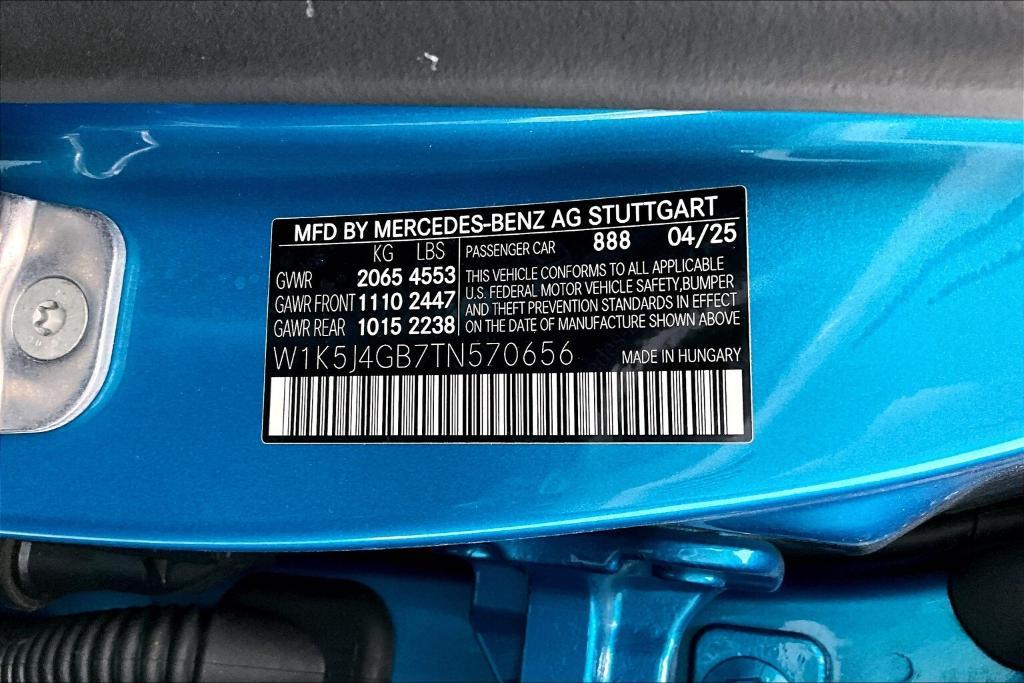 MFD BY MERCEDES-BENZ AG STUTTGART
KG LBS
GVWR 2065 4553
GAWR FRONT 1110 2447
GAWR REAR 1015 2238
PASSENGER CAR 888 04/25
THIS VEHICLE CONFORMS TO ALL APPLICABLE
U.S. FEDERAL MOTOR VEHICLE SAFETY,BUMPER
AND THEFT PREVENTION STANDARDS IN EFFECT
ON THE DATE OF MANUFACTURE SHOWN ABOVE
W1K5J4GB7TN570656 MADE IN HUNGARY